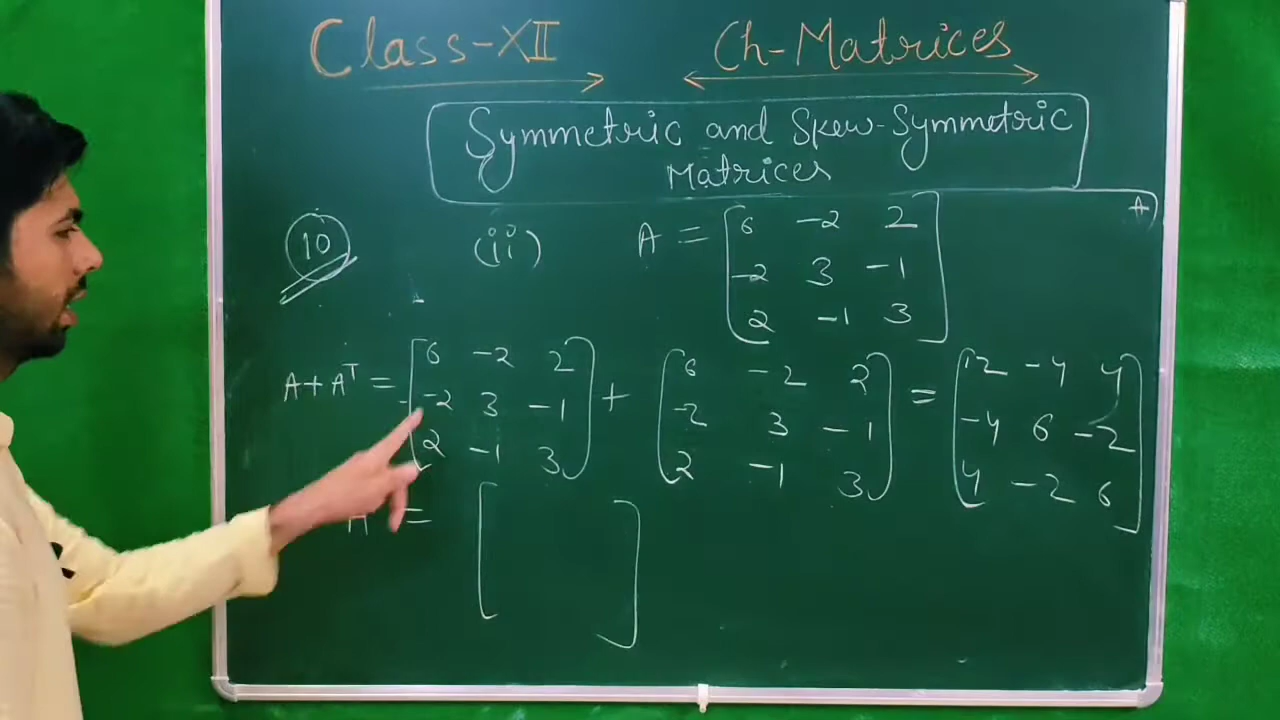 Class-XII Ch-Matrices
Symmetric and Skew-Symmetric
Matrices
10 (ii) A = [6 -2 2
-2 3 -1
2 -1 3]
A + Aᵀ = [6 -2 2 + [6 -2 2 = [12 -4 4
-2 3 -1 -2 3 -1 -4 6 -2
2 -1 3] 2 -1 3] 4 -2 6]
= [ ]